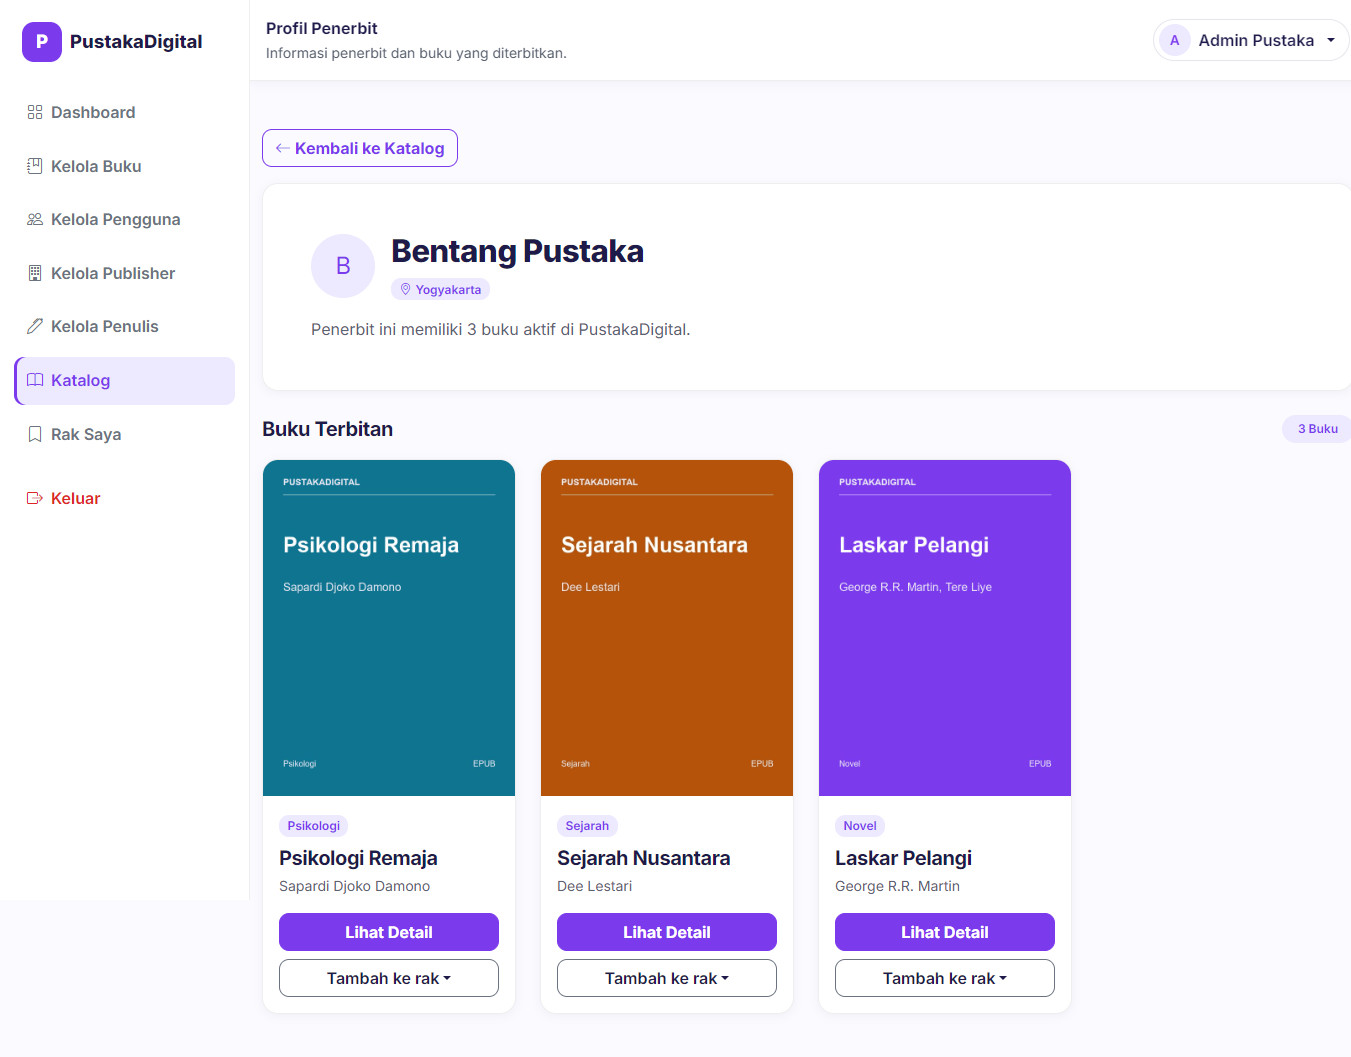 P PustakaDigital
Dashboard
Kelola Buku
Kelola Pengguna
Kelola Publisher
Kelola Penulis
Katalog
Rak Saya
Keluar
Profil Penerbit
Informasi penerbit dan buku yang diterbitkan.
A Admin Pustaka
← Kembali ke Katalog
B
Bentang Pustaka
Yogyakarta
Penerbit ini memiliki 3 buku aktif di PustakaDigital.
Buku Terbitan
3 Buku
PUSTAKADIGITAL
Psikologi Remaja
Sapardi Djoko Damono
Psikologi EPUB
Psikologi
Psikologi Remaja
Sapardi Djoko Damono
Lihat Detail
Tambah ke rak
PUSTAKADIGITAL
Sejarah Nusantara
Dee Lestari
Sejarah EPUB
Sejarah
Sejarah Nusantara
Dee Lestari
Lihat Detail
Tambah ke rak
PUSTAKADIGITAL
Laskar Pelangi
George R.R. Martin, Tere Liye
Novel EPUB
Novel
Laskar Pelangi
George R.R. Martin
Lihat Detail
Tambah ke rak